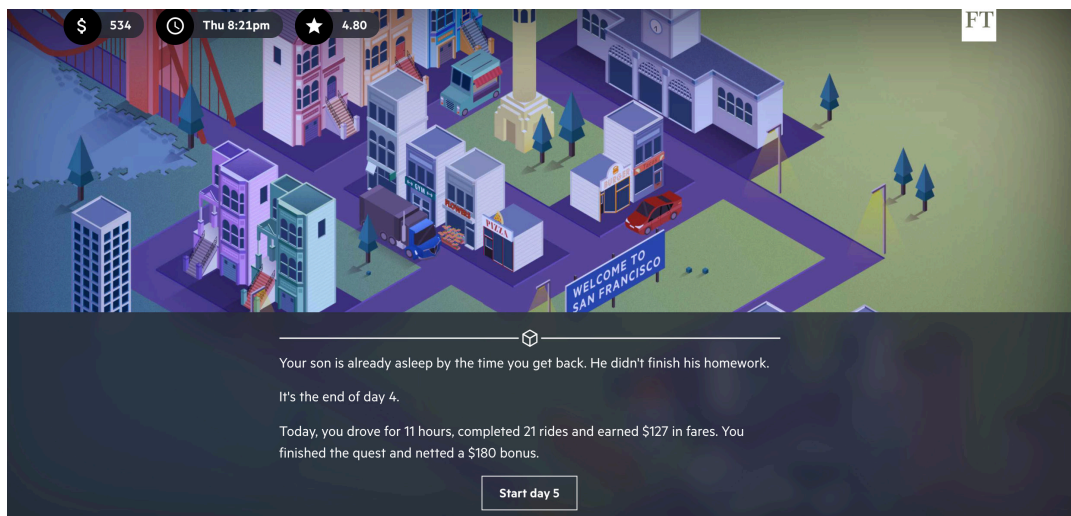 $ 534 Thu 8:21pm 4.80
FT
GYM
FLOWERS
PIZZA
WELCOME TO
SAN FRANCISCO
Your son is already asleep by the time you get back. He didn't finish his homework.
It's the end of day 4.
Today, you drove for 11 hours, completed 21 rides and earned $127 in fares. You
finished the quest and netted a $180 bonus.
Start day 5